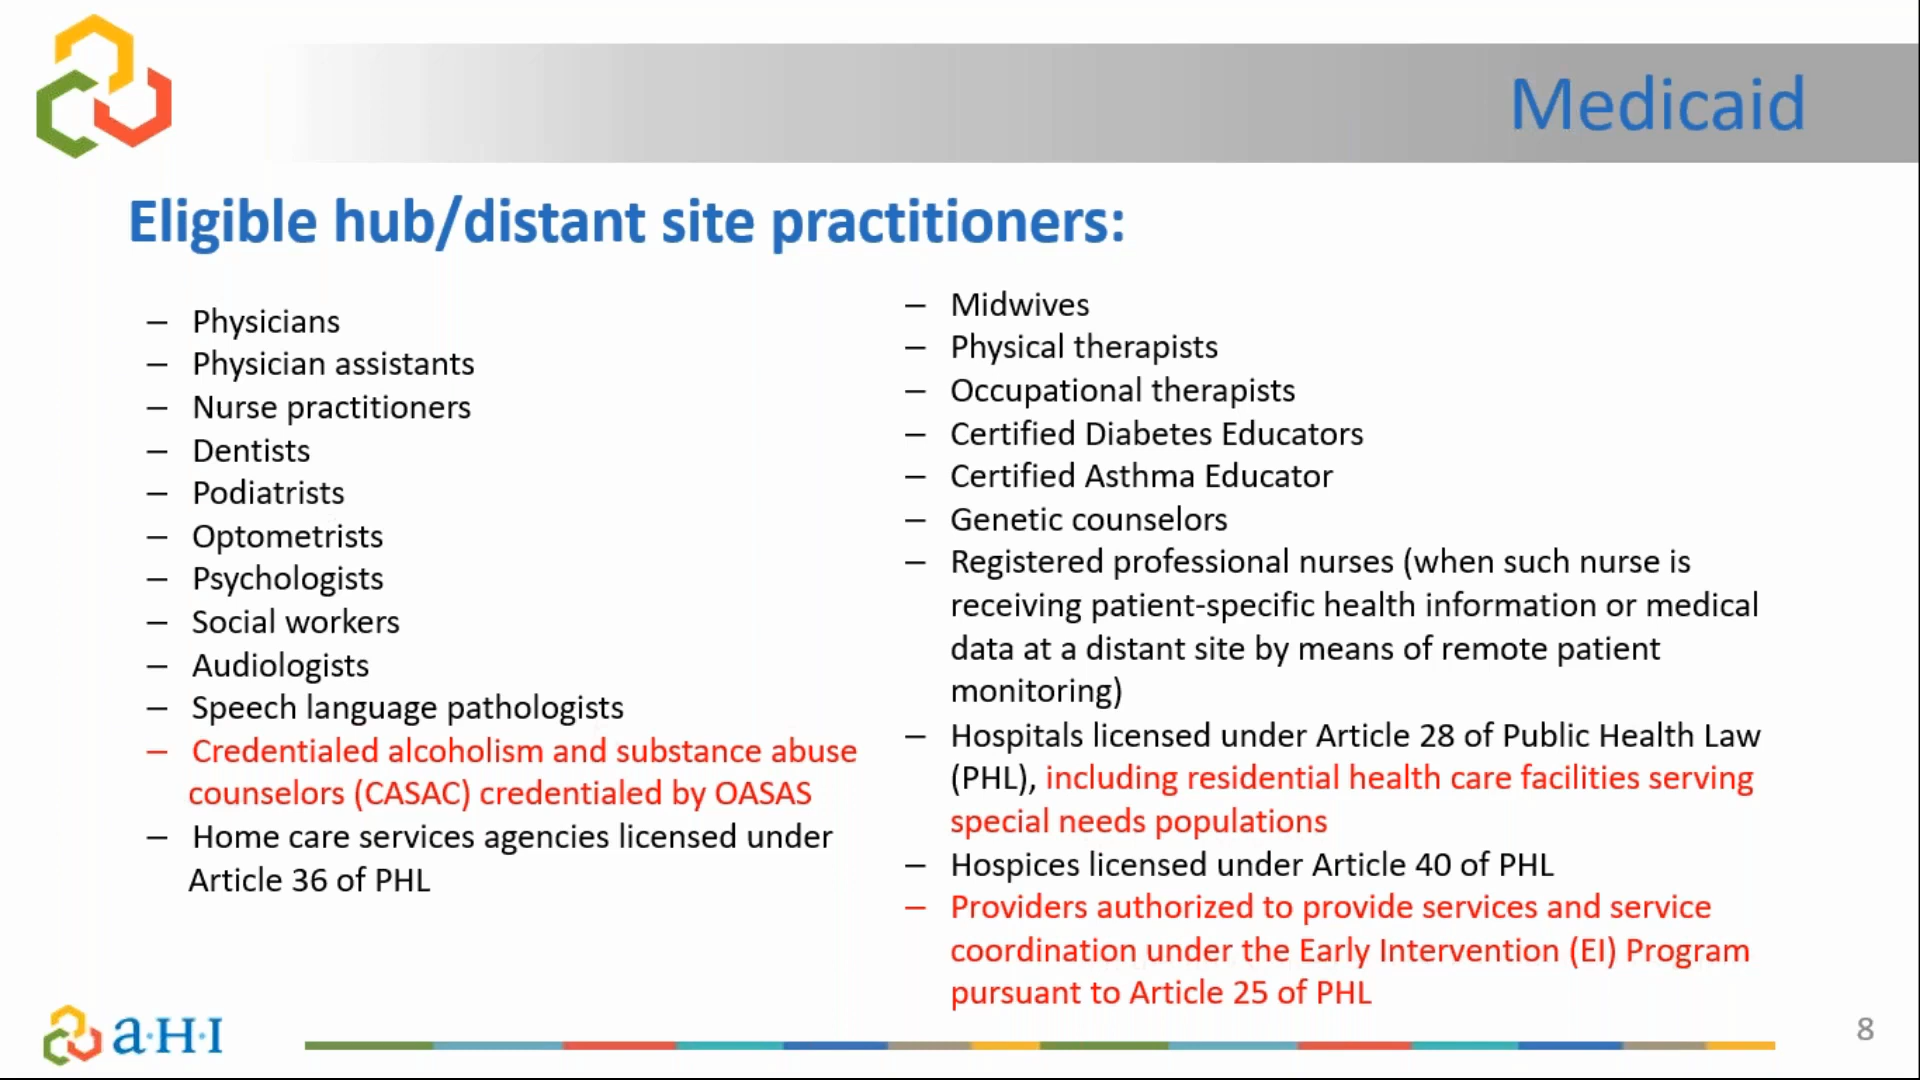 Medicaid
Eligible hub/distant site practitioners:
– Physicians
– Physician assistants
– Nurse practitioners
– Dentists
– Podiatrists
– Optometrists
– Psychologists
– Social workers
– Audiologists
– Speech language pathologists
– Credentialed alcoholism and substance abuse
counselors (CASAC) credentialed by OASAS
– Home care services agencies licensed under
Article 36 of PHL
– Midwives
– Physical therapists
– Occupational therapists
– Certified Diabetes Educators
– Certified Asthma Educator
– Genetic counselors
– Registered professional nurses (when such nurse is
receiving patient-specific health information or medical
data at a distant site by means of remote patient
monitoring)
– Hospitals licensed under Article 28 of Public Health Law
(PHL), including residential health care facilities serving
special needs populations
– Hospices licensed under Article 40 of PHL
– Providers authorized to provide services and service
coordination under the Early Intervention (EI) Program
pursuant to Article 25 of PHL
a·H·I
8